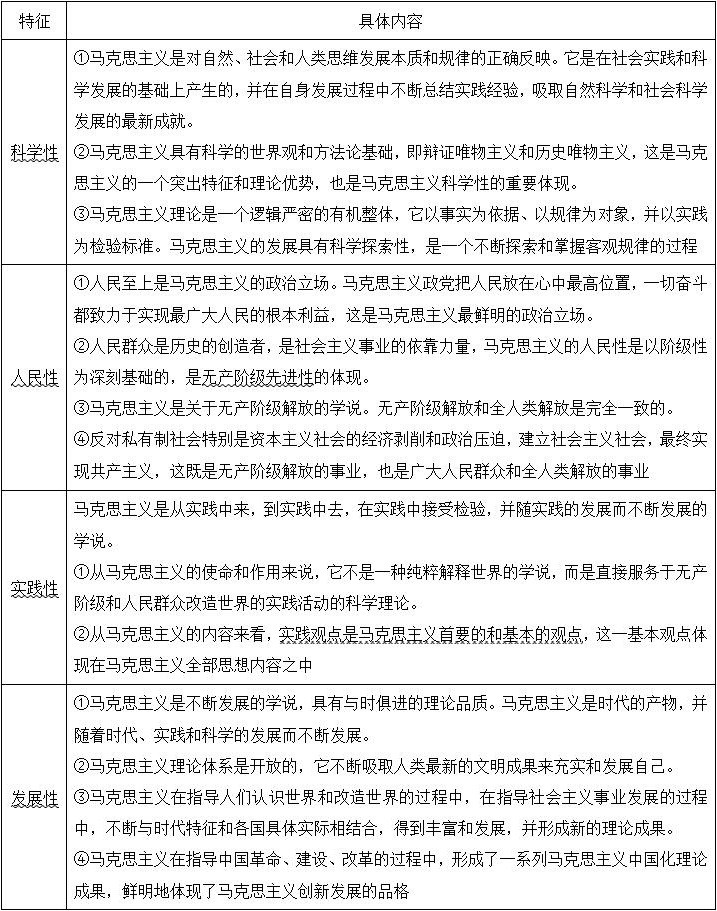 特征 具体内容
①马克思主义是对自然、社会和人类思维发展本质和规律的正确反映。它是在社会实践和科
学发展的基础上产生的，并在自身发展过程中不断总结实践经验，吸取自然科学和社会科学
发展的最新成就。
科学性
②马克思主义具有科学的世界观和方法论基础，即辩证唯物主义和历史唯物主义，这是马克
思主义的一个突出特征和理论优势，也是马克思主义科学性的重要体现。
③马克思主义理论是一个逻辑严密的有机整体，它以事实为依据、以规律为对象，并以实践
为检验标准。马克思主义的发展具有科学探索性，是一个不断探索和掌握客观规律的过程
①人民至上是马克思主义的政治立场。马克思主义政党把人民放在心中最高位置，一切奋斗
都致力于实现最广大人民的根本利益，这是马克思主义最鲜明的政治立场。
②人民群众是历史的创造者，是社会主义事业的依靠力量，马克思主义的人民性是以阶级性
人民性
为深刻基础的，是无产阶级先进性的体现。
③马克思主义是关于无产阶级解放的学说。无产阶级解放和全人类解放是完全一致的。
④反对私有制社会特别是资本主义社会的经济剥削和政治压迫，建立社会主义社会，最终实
现共产主义，这既是无产阶级解放的事业，也是广大人民群众和全人类解放的事业
马克思主义是从实践中来，到实践中去，在实践中接受检验，并随实践的发展而不断发展的
学说。
①从马克思主义的使命和作用来说，它不是一种纯粹解释世界的学说，而是直接服务于无产
实践性
阶级和人民群众改造世界的实践活动的科学理论。
②从马克思主义的内容来看，实践观点是马克思主义首要的和基本的观点，这一基本观点体
现在马克思主义全部思想内容之中
①马克思主义是不断发展的学说，具有与时俱进的理论品质。马克思主义是时代的产物，并
随着时代、实践和科学的发展而不断发展。
②马克思主义理论体系是开放的，它不断吸取人类最新的文明成果来充实和发展自己。
发展性
③马克思主义在指导人们认识世界和改造世界的过程中，在指导社会主义事业发展的过程
中，不断与时代特征和各国具体实际相结合，得到丰富和发展，并形成新的理论成果。
④马克思主义在指导中国革命、建设、改革的过程中，形成了一系列马克思主义中国化理论
成果，鲜明地体现了马克思主义创新发展的品格